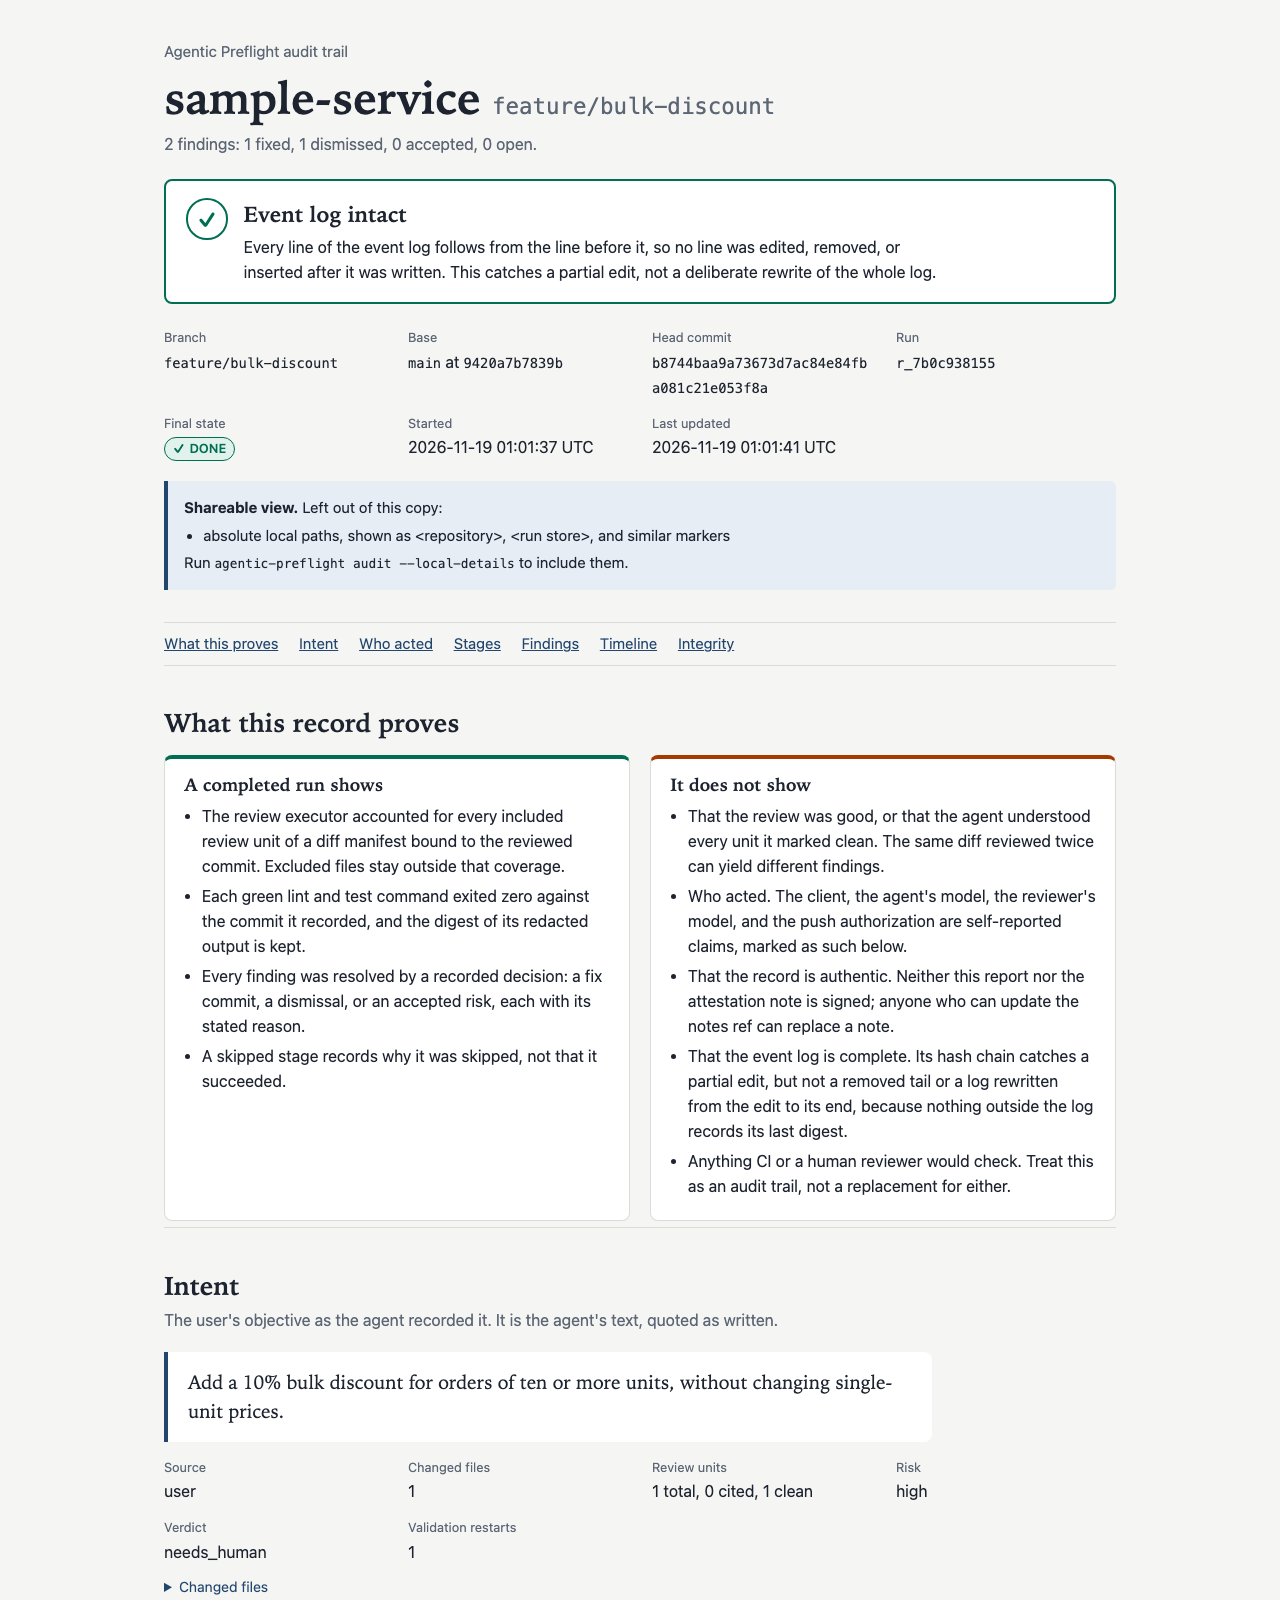 Agentic Preflight audit trail
sample-service feature/bulk-discount
2 findings: 1 fixed, 1 dismissed, 0 accepted, 0 open.
Event log intact
Every line of the event log follows from the line before it, so no line was edited, removed, or
inserted after it was written. This catches a partial edit, not a deliberate rewrite of the whole log.
Branch
feature/bulk-discount
Base
main at 9420a7b7839b
Head commit
b8744baa9a73673d7ac84e84fb
a081c21e053f8a
Run
r_7b0c938155
Final state
DONE
Started
2026-11-19 01:01:37 UTC
Last updated
2026-11-19 01:01:41 UTC
Shareable view. Left out of this copy:
• absolute local paths, shown as <repository>, <run store>, and similar markers
Run agentic-preflight audit --local-details to include them.
What this proves Intent Who acted Stages Findings Timeline Integrity
What this record proves
A completed run shows
• The review executor accounted for every included
review unit of a diff manifest bound to the reviewed
commit. Excluded files stay outside that coverage.
• Each green lint and test command exited zero against
the commit it recorded, and the digest of its redacted
output is kept.
• Every finding was resolved by a recorded decision: a fix
commit, a dismissal, or an accepted risk, each with its
stated reason.
• A skipped stage records why it was skipped, not that it
succeeded.
It does not show
• That the review was good, or that the agent understood
every unit it marked clean. The same diff reviewed twice
can yield different findings.
• Who acted. The client, the agent's model, the reviewer's
model, and the push authorization are self-reported
claims, marked as such below.
• That the record is authentic. Neither this report nor the
attestation note is signed; anyone who can update the
notes ref can replace a note.
• That the event log is complete. Its hash chain catches a
partial edit, but not a removed tail or a log rewritten
from the edit to its end, because nothing outside the log
records its last digest.
• Anything CI or a human reviewer would check. Treat this
as an audit trail, not a replacement for either.
Intent
The user's objective as the agent recorded it. It is the agent's text, quoted as written.
Add a 10% bulk discount for orders of ten or more units, without changing single-
unit prices.
Source
user
Changed files
1
Review units
1 total, 0 cited, 1 clean
Risk
high
Verdict
needs_human
Validation restarts
1
Changed files